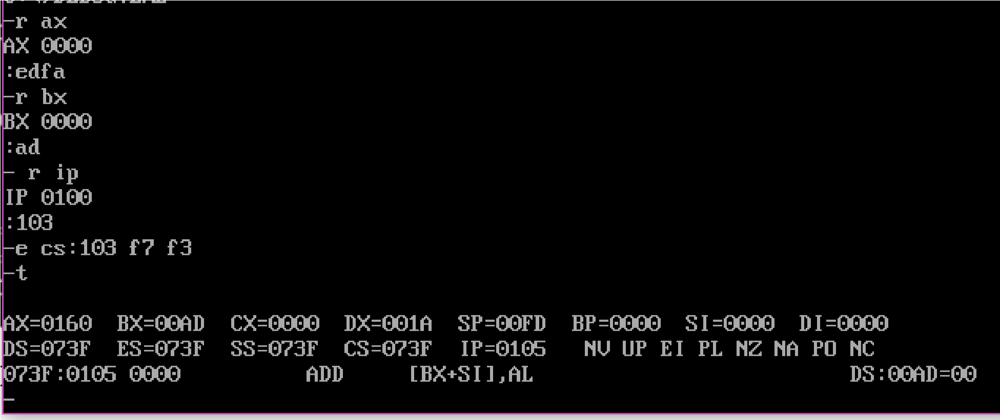 -r ax
AX 0000
:edfa
-r bx
BX 0000
:ad
- r ip
IP 0100
:103
-e cs:103 f7 f3
-t
AX=0160 BX=00AD CX=0000 DX=001A SP=00FD BP=0000 SI=0000 DI=0000
DS=073F ES=073F SS=073F CS=073F IP=0105 NV UP EI PL NZ NA PO NC
073F:0105 0000 ADD [BX+SI],AL DS:00AD=00
-